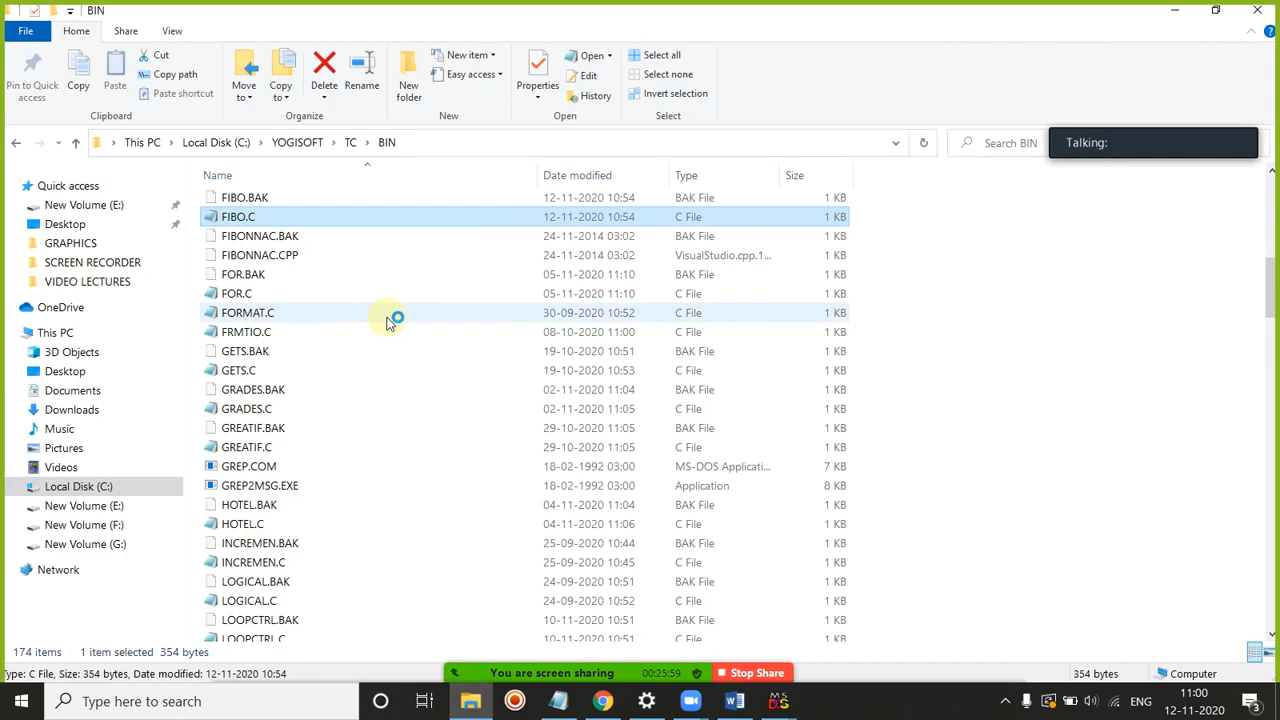 BIN
File Home Share View
Pin to Quick access
Copy
Paste
Cut
Copy path
Paste shortcut
Clipboard
Move to
Copy to
Delete
Rename
Organize
New folder
New item
Easy access
New
Properties
Open
Edit
History
Open
Select all
Select none
Invert selection
Select
This PC > Local Disk (C:) > YOGISOFT > TC > BIN
Search BIN
Talking:
Quick access
New Volume (E:)
Desktop
GRAPHICS
SCREEN RECORDER
VIDEO LECTURES
OneDrive
This PC
3D Objects
Desktop
Documents
Downloads
Music
Pictures
Videos
Local Disk (C:)
New Volume (E:)
New Volume (F:)
New Volume (G:)
Network
Name Date modified Type Size
FIBO.BAK 12-11-2020 10:54 BAK File 1 KB
FIBO.C 12-11-2020 10:54 C File 1 KB
FIBONNAC.BAK 24-11-2014 03:02 BAK File 1 KB
FIBONNAC.CPP 24-11-2014 03:02 VisualStudio.cpp.1... 1 KB
FOR.BAK 05-11-2020 11:10 BAK File 1 KB
FOR.C 05-11-2020 11:10 C File 1 KB
FORMAT.C 30-09-2020 10:52 C File 1 KB
FRMTIO.C 08-10-2020 11:00 C File 1 KB
GETS.BAK 19-10-2020 10:51 BAK File 1 KB
GETS.C 19-10-2020 10:53 C File 1 KB
GRADES.BAK 02-11-2020 11:04 BAK File 1 KB
GRADES.C 02-11-2020 11:05 C File 1 KB
GREATIF.BAK 29-10-2020 11:05 BAK File 1 KB
GREATIF.C 29-10-2020 11:05 C File 1 KB
GREP.COM 18-02-1992 03:00 MS-DOS Applicati... 7 KB
GREP2MSG.EXE 18-02-1992 03:00 Application 8 KB
HOTEL.BAK 04-11-2020 11:04 BAK File 1 KB
HOTEL.C 04-11-2020 11:06 C File 1 KB
INCREMEN.BAK 25-09-2020 10:44 BAK File 1 KB
INCREMEN.C 25-09-2020 10:45 C File 1 KB
LOGICAL.BAK 24-09-2020 10:51 BAK File 1 KB
LOGICAL.C 24-09-2020 10:52 C File 1 KB
LOOPCTRL.BAK 10-11-2020 10:51 BAK File 1 KB
LOOPCTRL.C 10-11-2020 10:51 C File 1 KB
174 items 1 item selected 354 bytes
Type: C File, Size: 354 bytes, Date modified: 12-11-2020 10:54
You are screen sharing 00:25:59 Stop Share
354 bytes Computer
Type here to search
ENG
11:00
12-11-2020
3